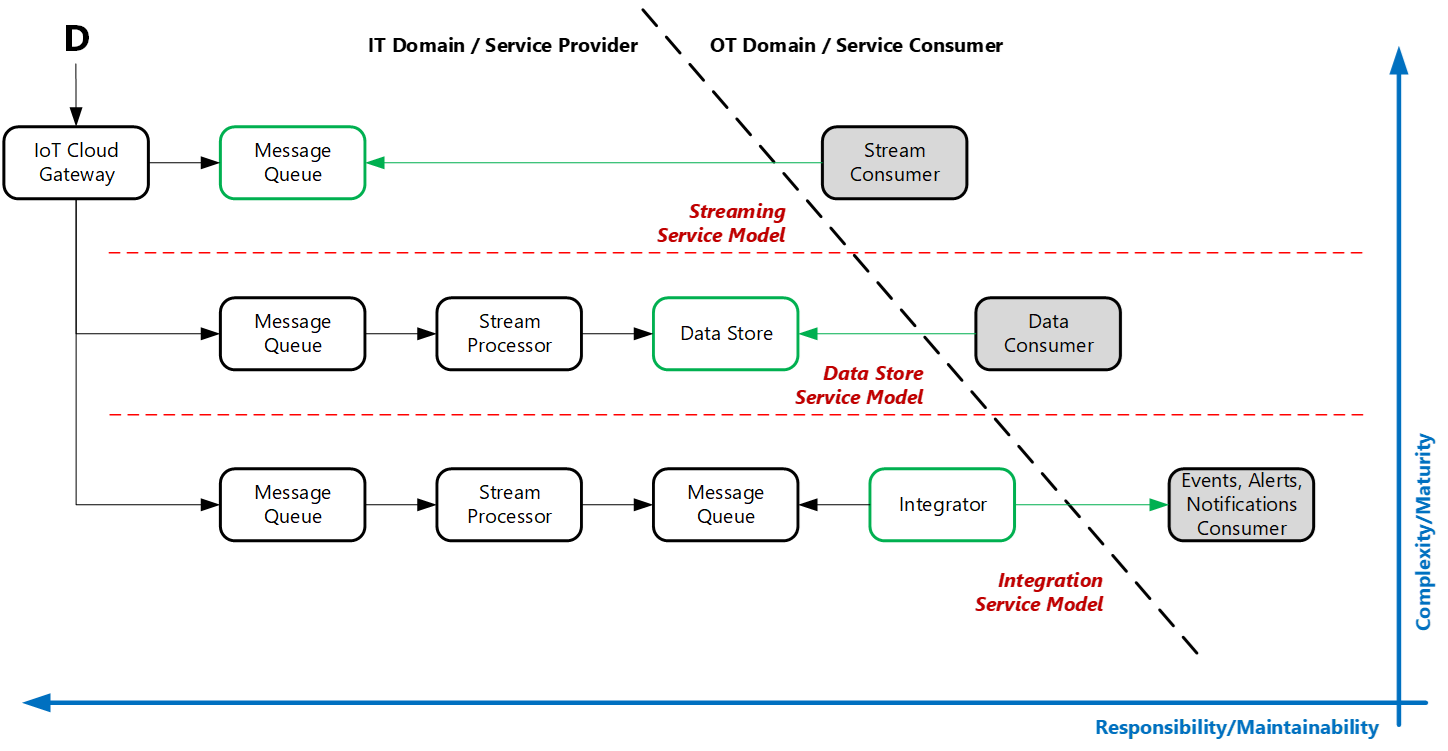 D
IT Domain / Service Provider
OT Domain / Service Consumer
IoT Cloud
Gateway
Message
Queue
Stream
Consumer
Streaming
Service Model
Message
Queue
Stream
Processor
Data Store
Data
Consumer
Data Store
Service Model
Message
Queue
Stream
Processor
Message
Queue
Integrator
Events, Alerts,
Notifications
Consumer
Integration
Service Model
Complexity/Maturity
Responsibility/Maintainability